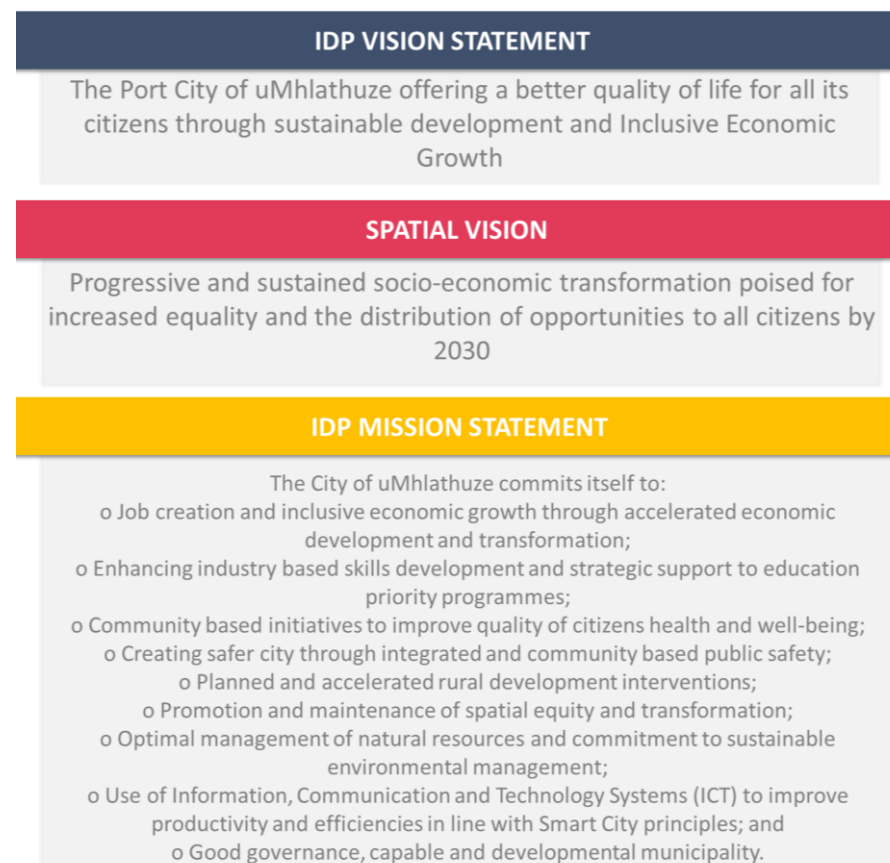 IDP VISION STATEMENT
The Port City of uMhlathuze offering a better quality of life for all its
citizens through sustainable development and Inclusive Economic
Growth
SPATIAL VISION
Progressive and sustained socio-economic transformation poised for
increased equality and the distribution of opportunities to all citizens by
2030
IDP MISSION STATEMENT
The City of uMhlathuze commits itself to:
o Job creation and inclusive economic growth through accelerated economic
development and transformation;
o Enhancing industry based skills development and strategic support to education
priority programmes;
o Community based initiatives to improve quality of citizens health and well-being;
o Creating safer city through integrated and community based public safety;
o Planned and accelerated rural development interventions;
o Promotion and maintenance of spatial equity and transformation;
o Optimal management of natural resources and commitment to sustainable
environmental management;
o Use of Information, Communication and Technology Systems (ICT) to improve
productivity and efficiencies in line with Smart City principles; and
o Good governance, capable and developmental municipality.